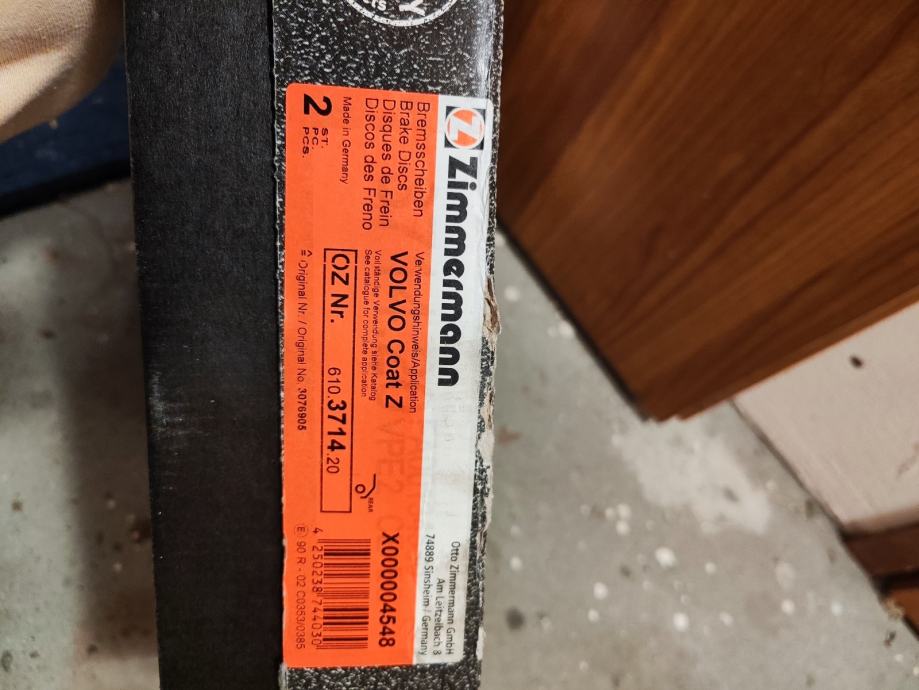 Zimmermann
Otto Zimmermann GmbH
Am Leitzelbach 8
74889 Sinsheim / Germany
Bremsscheiben
Brake Discs
Disques de Frein
Discos des Freno
Made in Germany
2 ST. PC. PCS.
Verwendungshinweis/Application
VOLVO Coat Z
Vollständige Verwendung siehe Katalog
See catalogue for complete application
OZ Nr. 610.3714.20
REAR
≙ Original Nr. / Original No. 3076905
X000004548
4 250238 744030
E 90 R - 02 C0353/0385